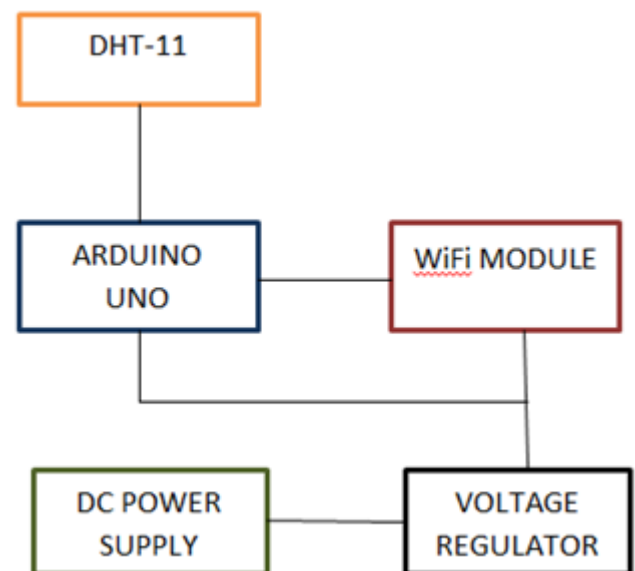 DHT-11
ARDUINO
UNO
WiFi MODULE
DC POWER
SUPPLY
VOLTAGE
REGULATOR